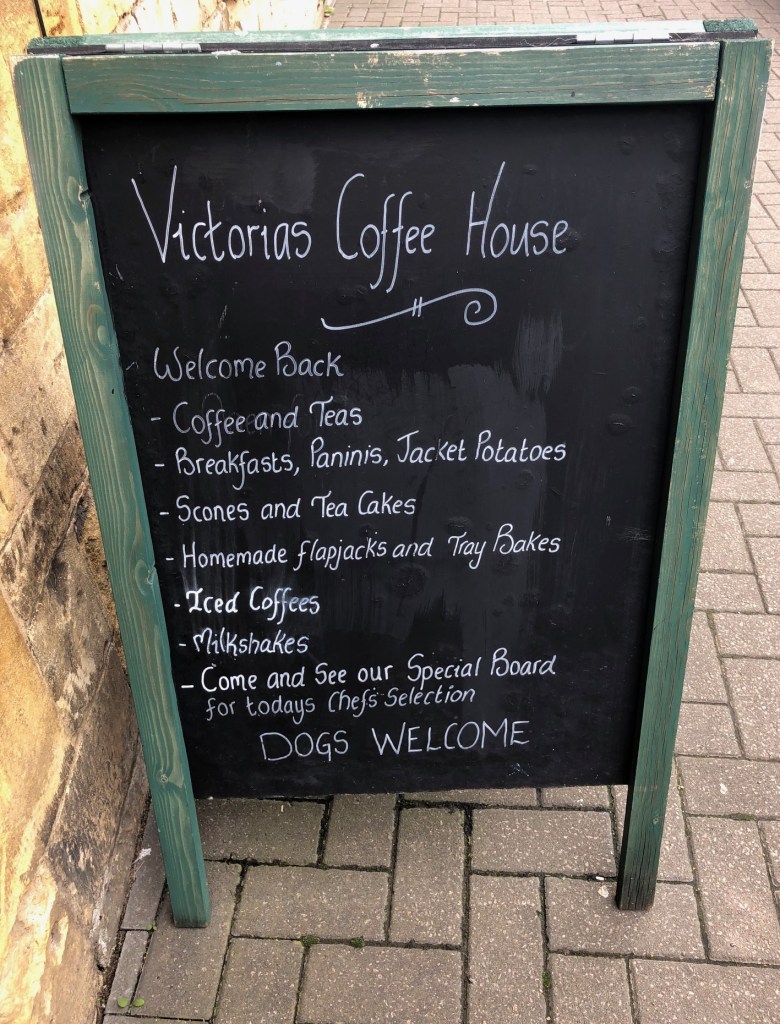 Victorias Coffee House
Welcome Back
- Coffee and Teas
- Breakfasts, Paninis, Jacket Potatoes
- Scones and Tea Cakes
- Homemade flapjacks and Tray Bakes
- Iced Coffees
- Milkshakes
- Come and See our Special Board
for todays Chefs Selection
DOGS WELCOME